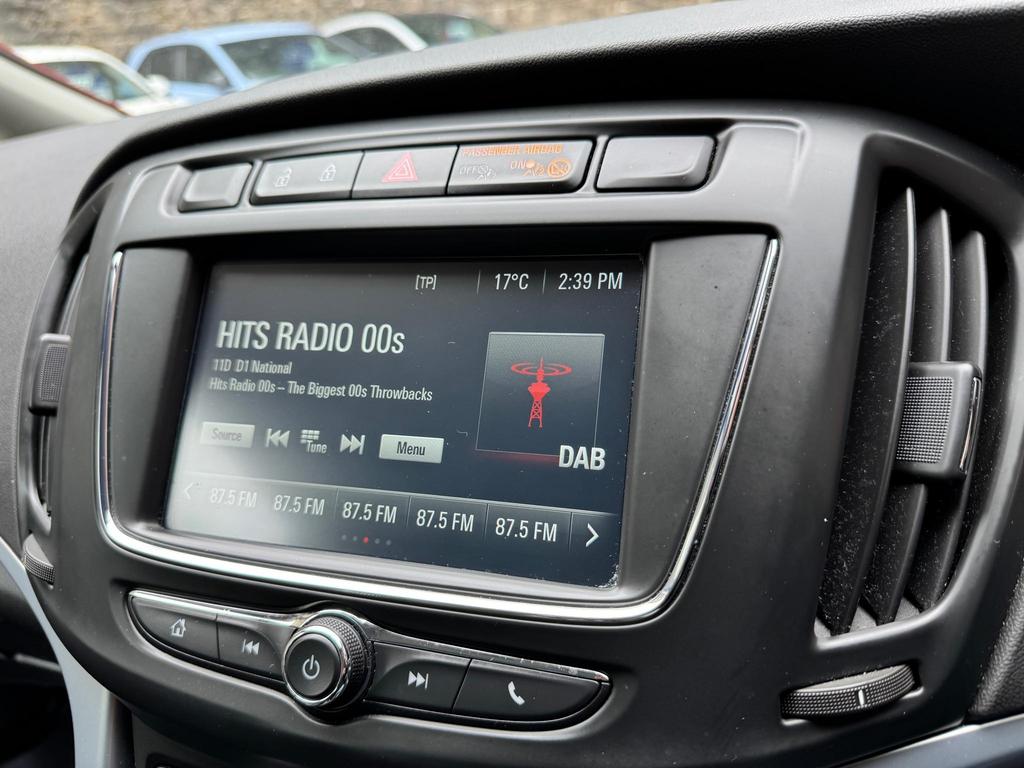 PASSENGER AIRBAG
OFF ON
[TP] 17°C 2:39 PM
HITS RADIO 00s
11D D1 National
Hits Radio 00s – The Biggest 00s Throwbacks
Source Tune Menu
DAB
87.5 FM 87.5 FM 87.5 FM 87.5 FM 87.5 FM